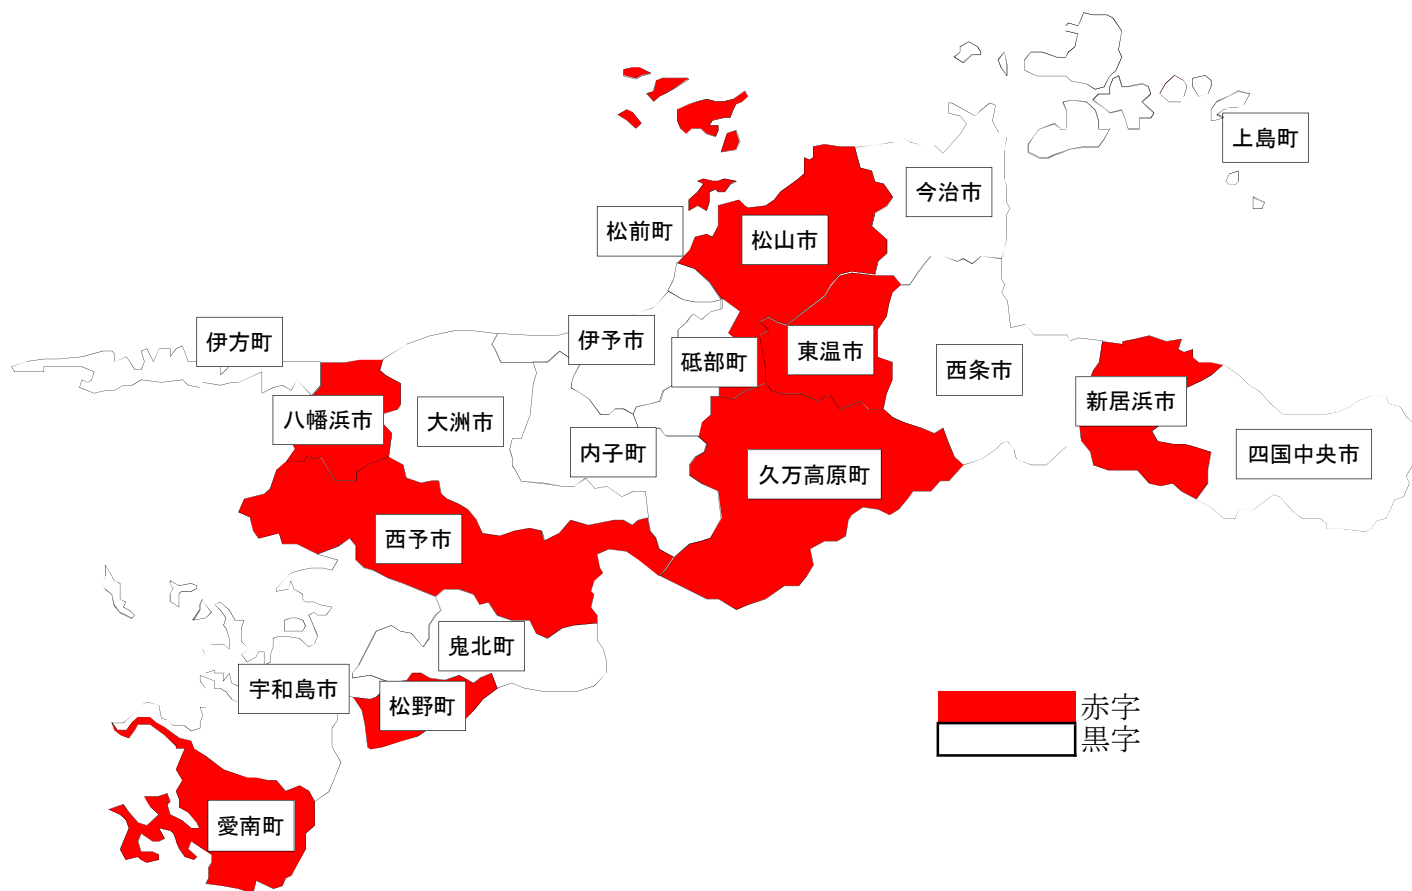 上島町
今治市
松前町
松山市
伊方町
伊予市
砥部町
東温市
西条市
新居浜市
八幡浜市
大洲市
内子町
久万高原町
四国中央市
西予市
鬼北町
宇和島市
松野町
愛南町
赤字
黒字